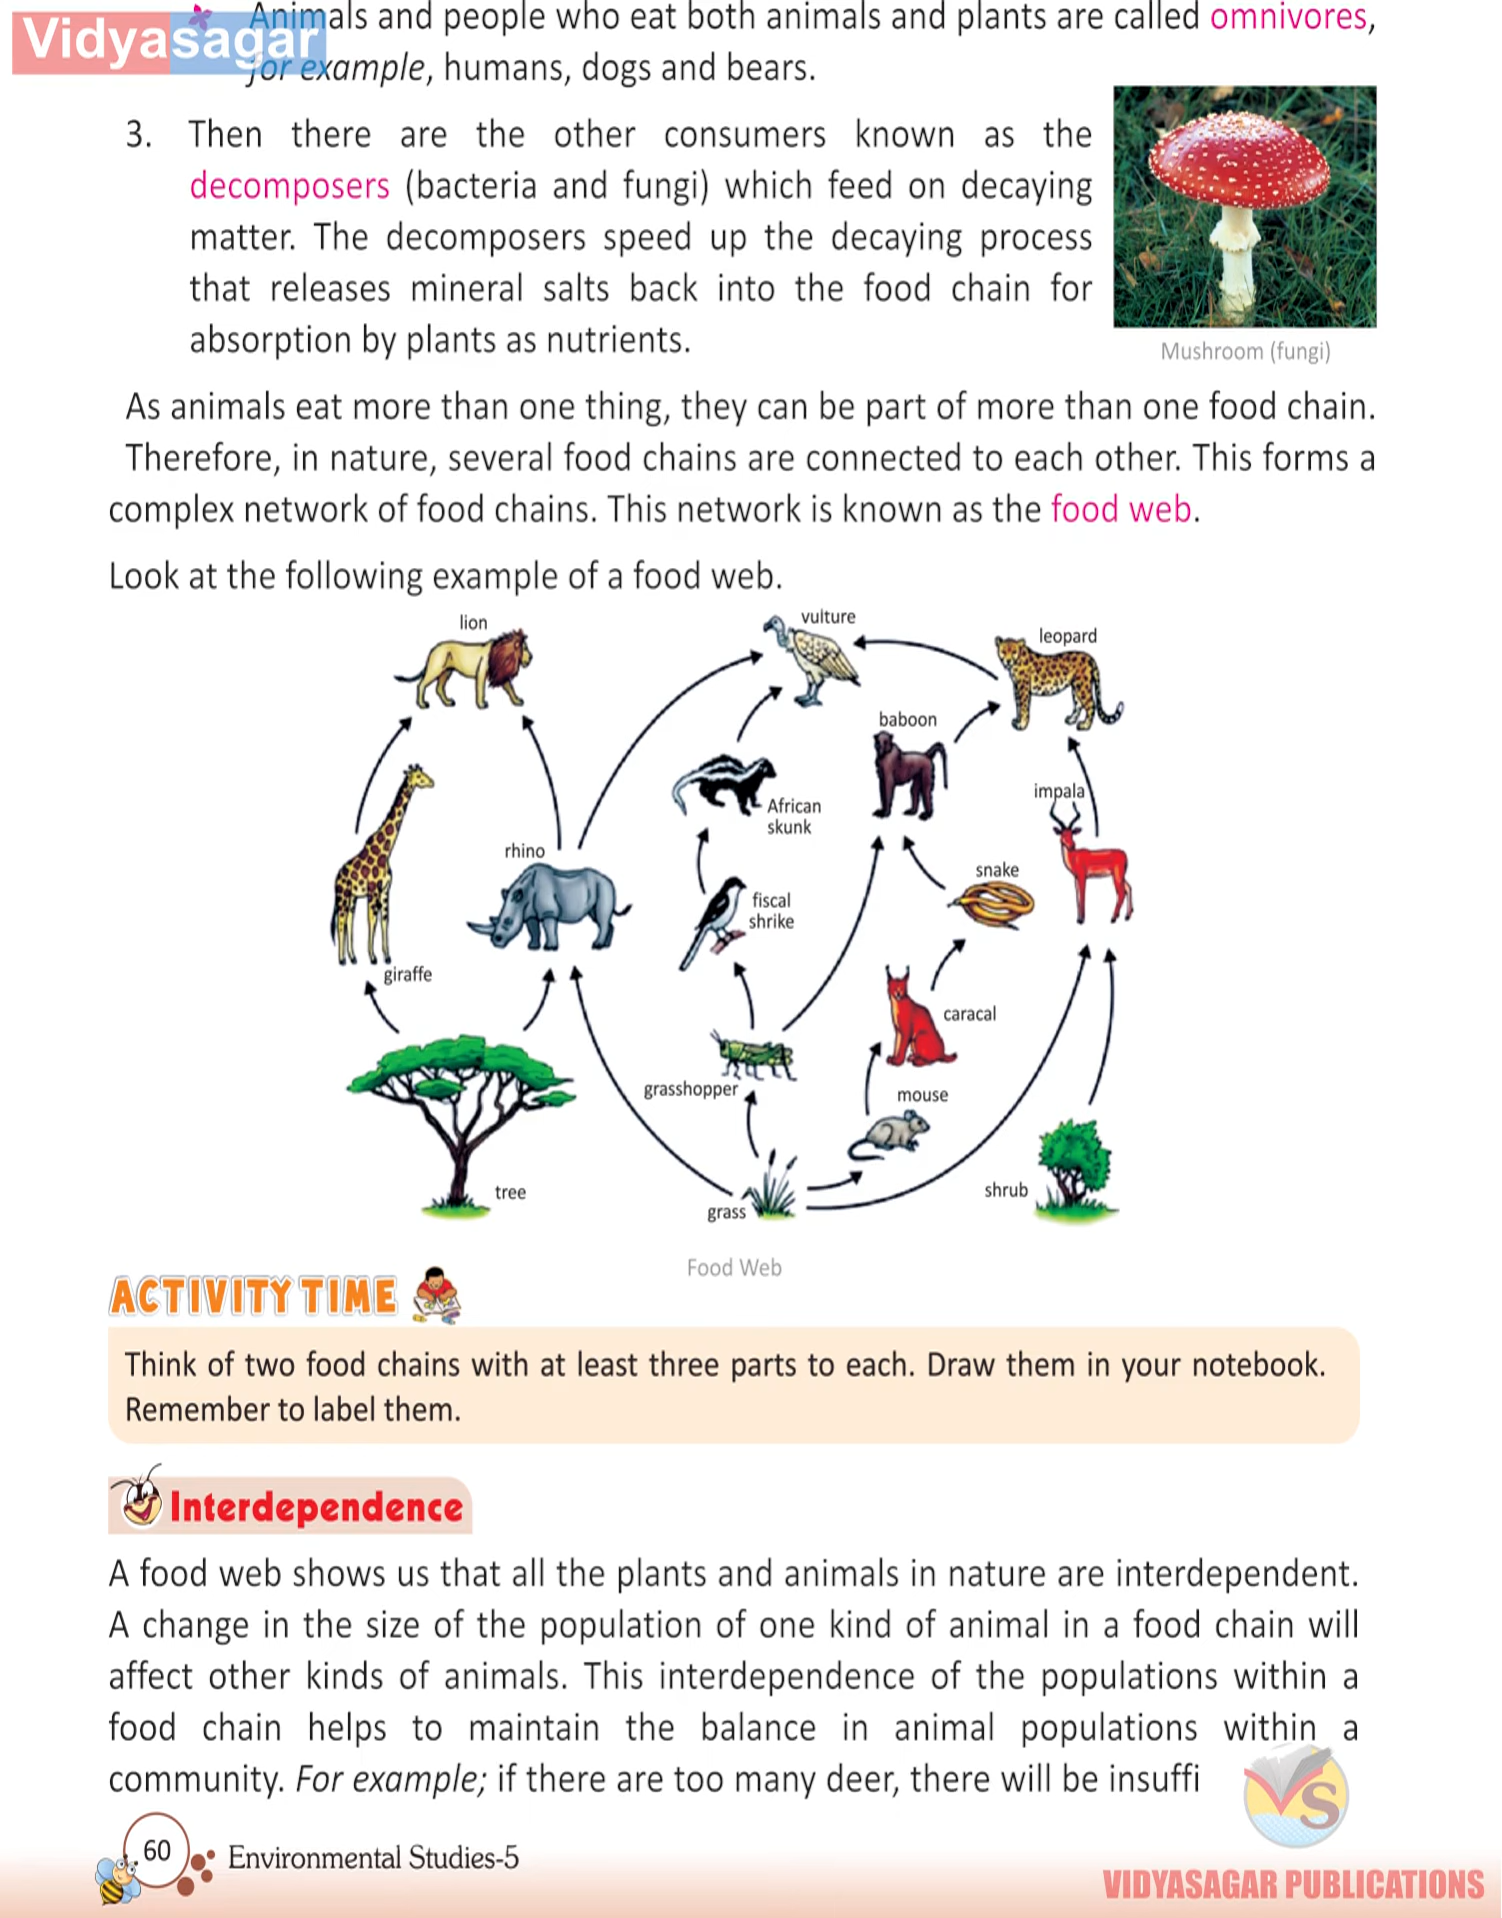 Vidyasagar
Animals and people who eat both animals and plants are called omnivores,
for example, humans, dogs and bears.
3. Then there are the other consumers known as the
decomposers (bacteria and fungi) which feed on decaying
matter. The decomposers speed up the decaying process
that releases mineral salts back into the food chain for
absorption by plants as nutrients.
Mushroom (fungi)
As animals eat more than one thing, they can be part of more than one food chain.
Therefore, in nature, several food chains are connected to each other. This forms a
complex network of food chains. This network is known as the food web.
Look at the following example of a food web.
lion
vulture
leopard
baboon
impala
African
skunk
rhino
snake
fiscal
shrike
giraffe
caracal
grasshopper
mouse
tree
shrub
grass
Food Web
ACTIVITY TIME
Think of two food chains with at least three parts to each. Draw them in your notebook.
Remember to label them.
Interdependence
A food web shows us that all the plants and animals in nature are interdependent.
A change in the size of the population of one kind of animal in a food chain will
affect other kinds of animals. This interdependence of the populations within a
food chain helps to maintain the balance in animal populations within a
community. For example; if there are too many deer, there will be insuffi
VS
60 Environmental Studies-5
VIDYASAGAR PUBLICATIONS